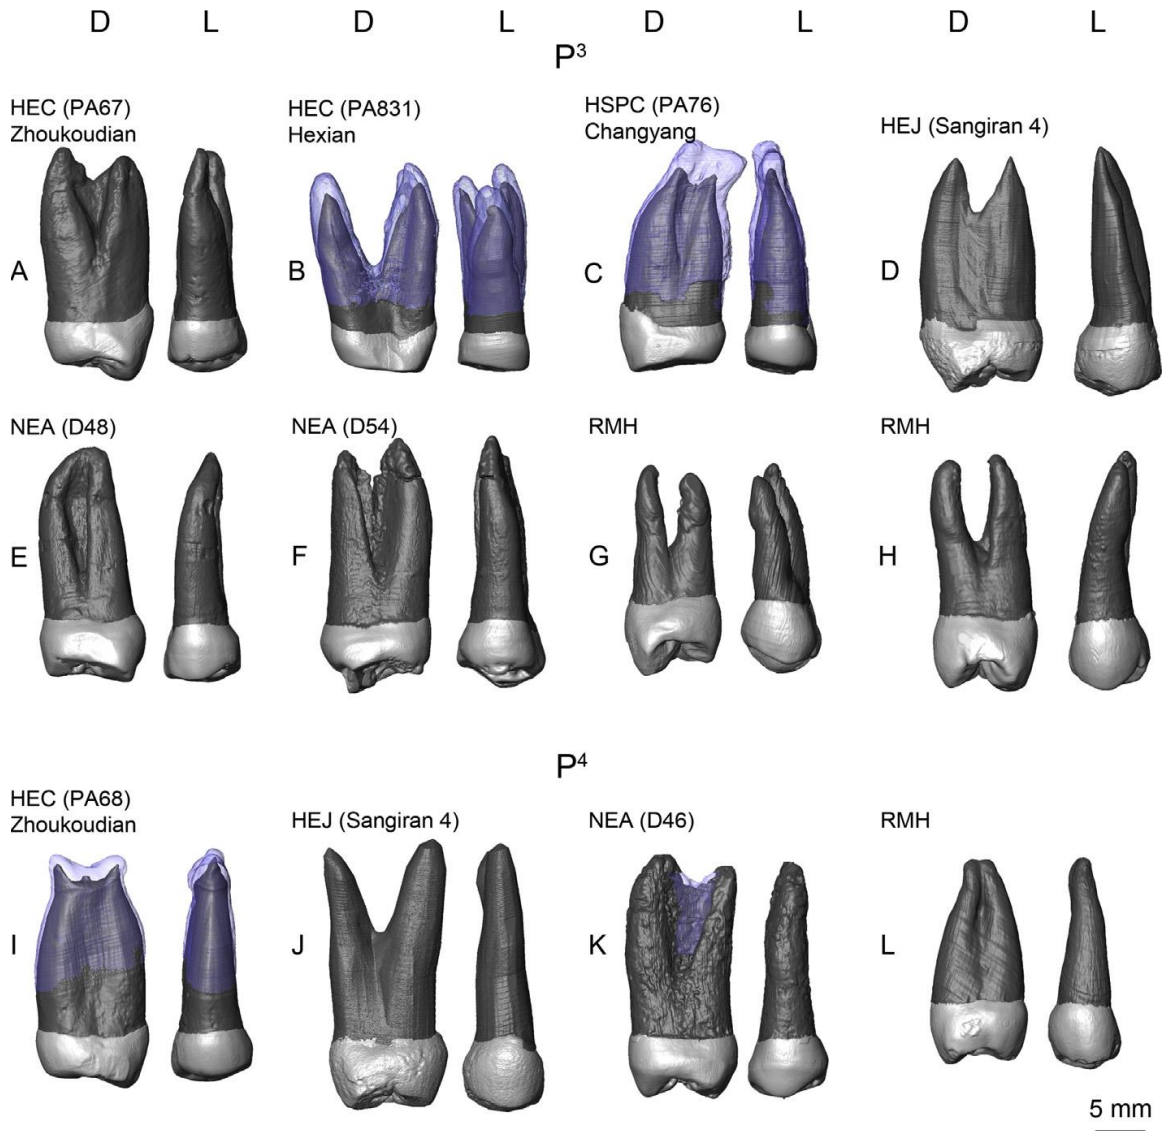 D L D L D L D L
P³
HEC (PA67)
Zhoukoudian
HEC (PA831)
Hexian
HSPC (PA76)
Changyang
HEJ (Sangiran 4)
A
B
C
D
NEA (D48)
NEA (D54)
RMH
RMH
E
F
G
H
P⁴
HEC (PA68)
Zhoukoudian
HEJ (Sangiran 4)
NEA (D46)
RMH
I
J
K
L
5 mm